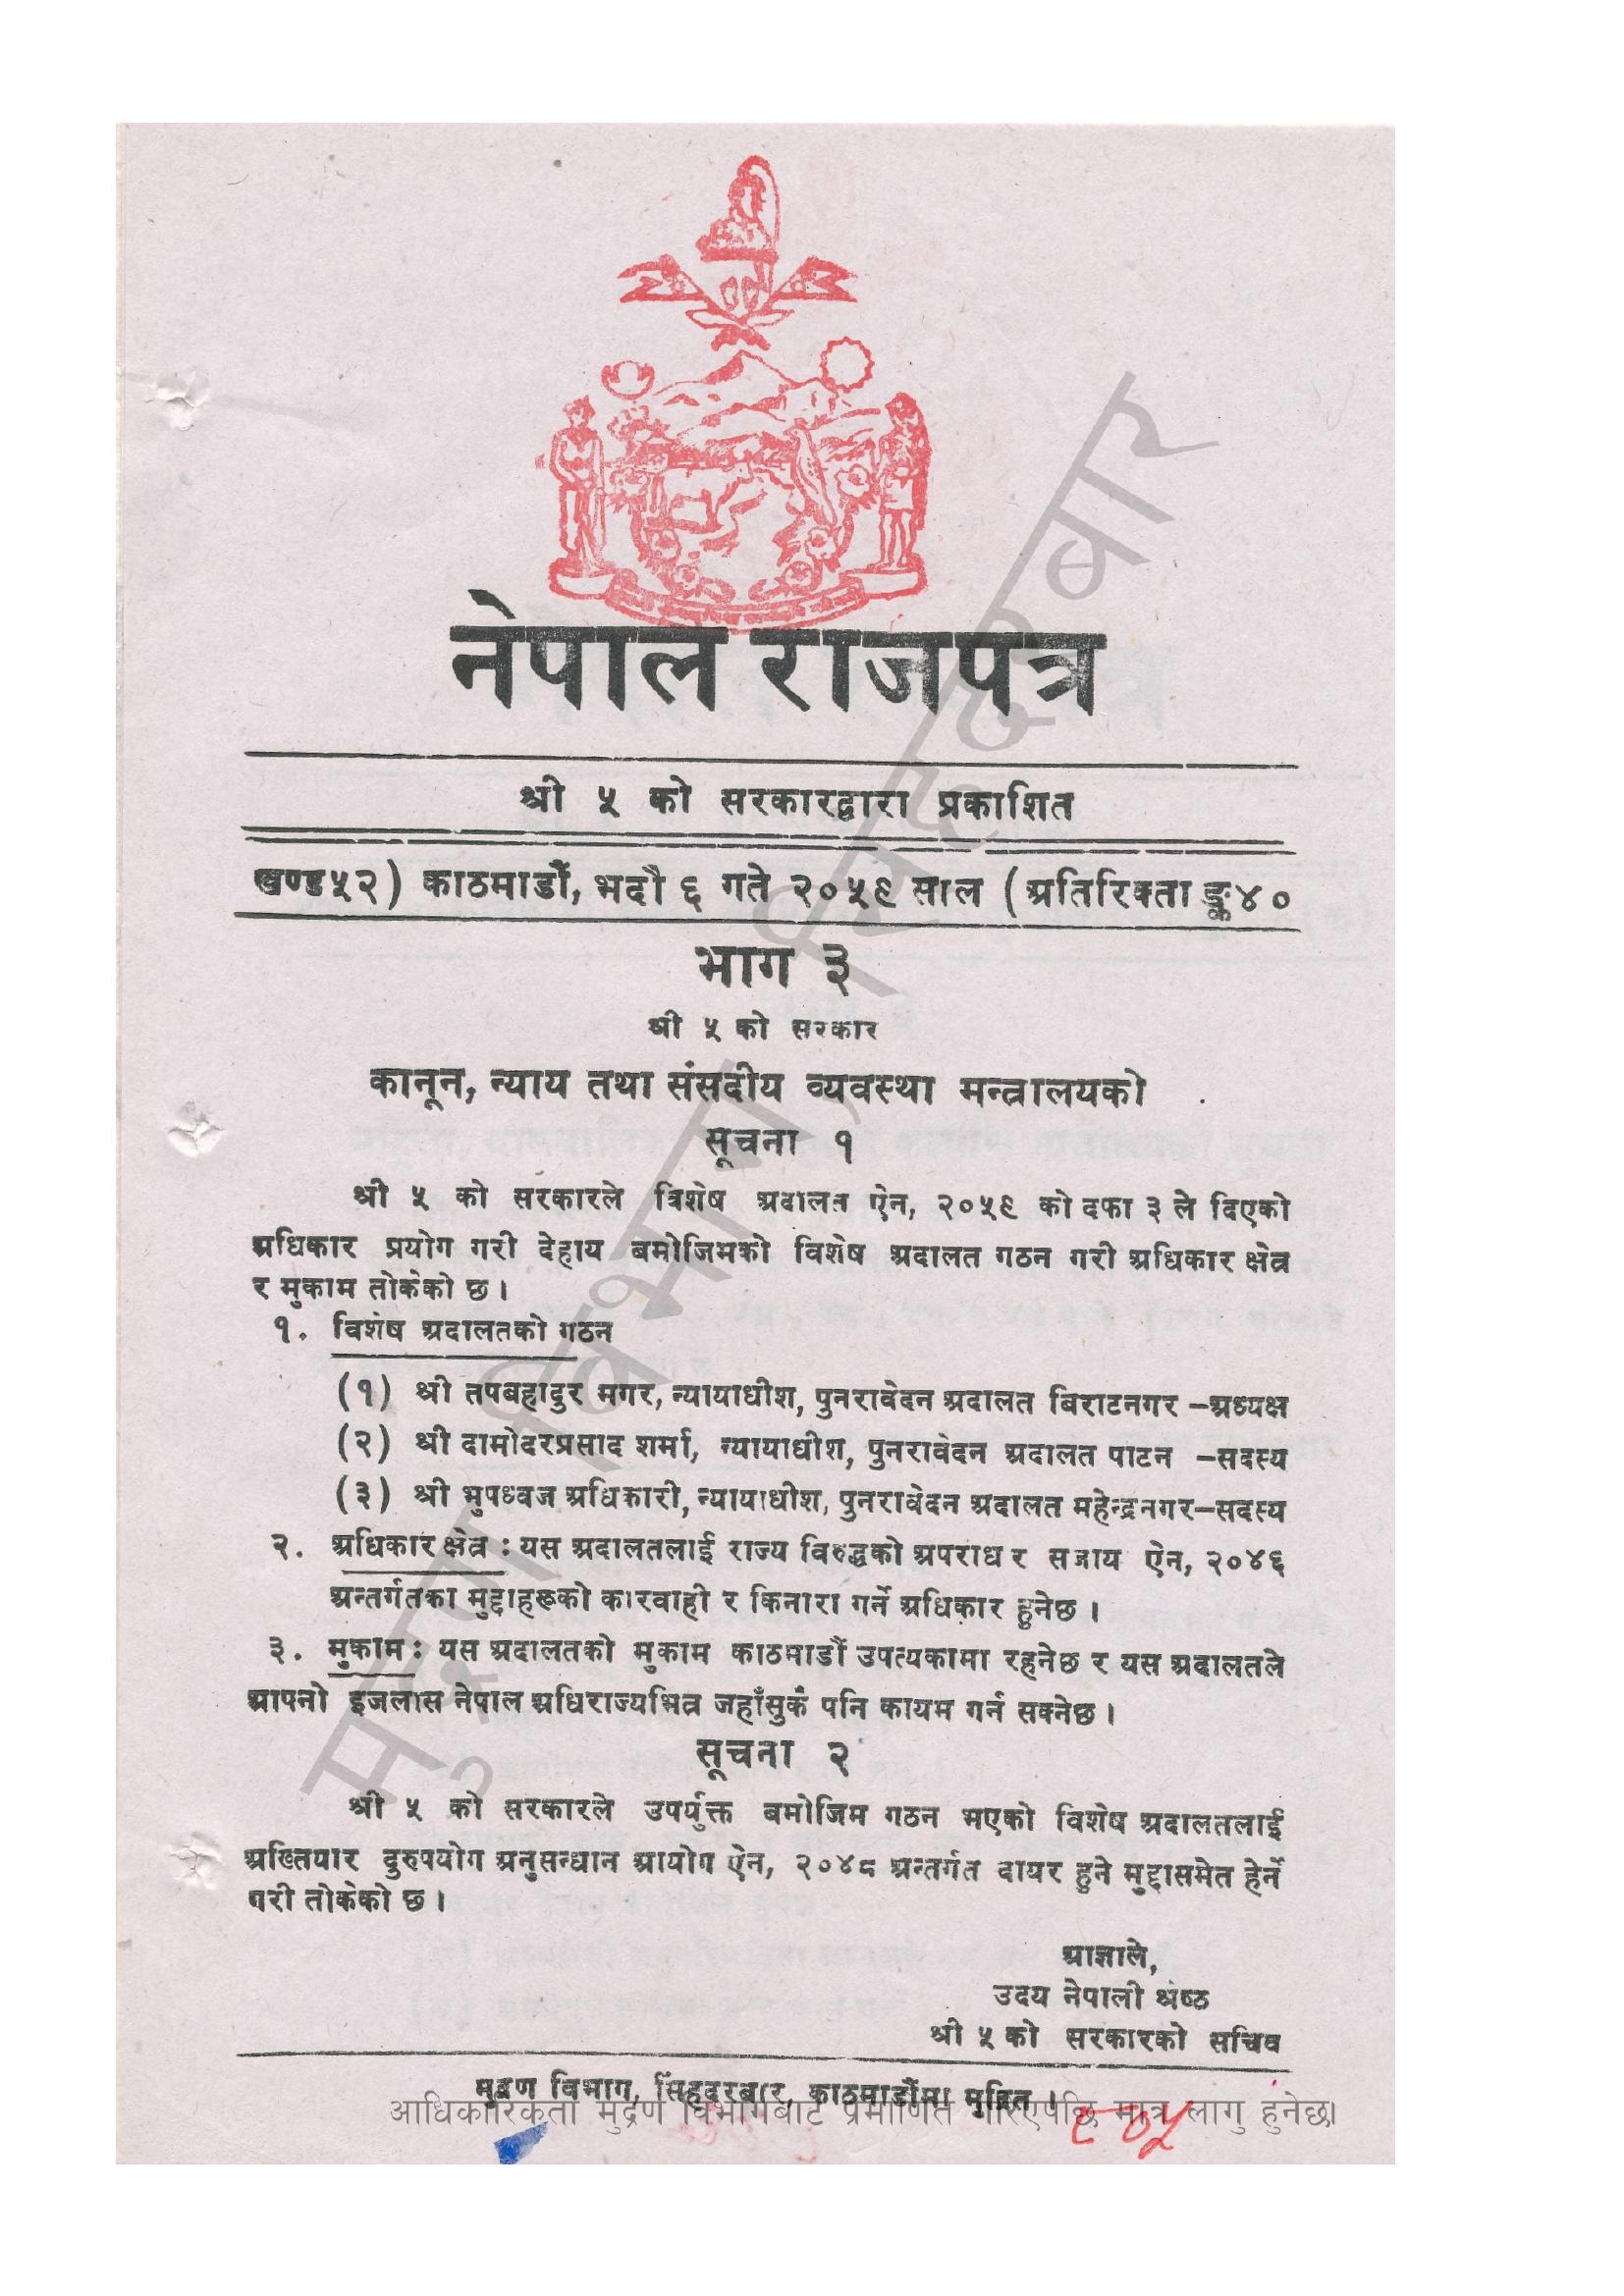 नेपाल राजपत्र
श्री ५ को सरकारद्वारा प्रकाशित
खण्ड५२) काठमाडौं, भदौ ६ गते २०५९ साल (अतिरिक्ताङ्क ४०
भाग ३
श्री ५ को सरकार
कानून, न्याय तथा संसदीय व्यवस्था मन्त्रालयको
सूचना १
श्री ५ को सरकारले विशेष अदालत ऐन, २०५९ को दफा ३ ले दिएको
अधिकार प्रयोग गरी देहाय बमोजिमको विशेष अदालत गठन गरी अधिकार क्षेत्र
र मुकाम तोकेको छ ।
१. विशेष अदालतको गठन
(१) श्री तपबहादुर मगर, न्यायाधीश, पुनरावेदन अदालत बिराटनगर –अध्यक्ष
(२) श्री दामोदरप्रसाद शर्मा, न्यायाधीश, पुनरावेदन अदालत पाटन –सदस्य
(३) श्री भुपध्वज अधिकारी, न्यायाधीश, पुनरावेदन अदालत महेन्द्रनगर–सदस्य
२. अधिकार क्षेत्र : यस अदालतलाई राज्य विरुद्धको अपराध र सजाय ऐन, २०४६
अन्तर्गतका मुद्दाहरूको कारवाही र किनारा गर्ने अधिकार हुनेछ ।
३. मुकाम : यस अदालतको मुकाम काठमाडौं उपत्यकामा रहनेछ र यस अदालतले
आफ्नो इजलास नेपाल अधिराज्यभित्र जहाँसुकै पनि कायम गर्न सक्नेछ ।
सूचना २
श्री ५ को सरकारले उपर्युक्त बमोजिम गठन भएको विशेष अदालतलाई
अख्तियार दुरुपयोग अनुसन्धान आयोग ऐन, २०४८ अन्तर्गत दायर हुने मुद्दासमेत हेर्ने
गरी तोकेको छ ।
आज्ञाले,
उदय नेपाली श्रेष्ठ
श्री ५ को सरकारको सचिव
मुद्रण विभाग, सिंहदरबार, काठमाडौंमा मुद्रित ।
आधिकारिकता मुद्रण विभागबाट प्रमाणित गरिएपछि मात्र लागु हुनेछ।
मुद्रण विभाग, सिंहदरबार